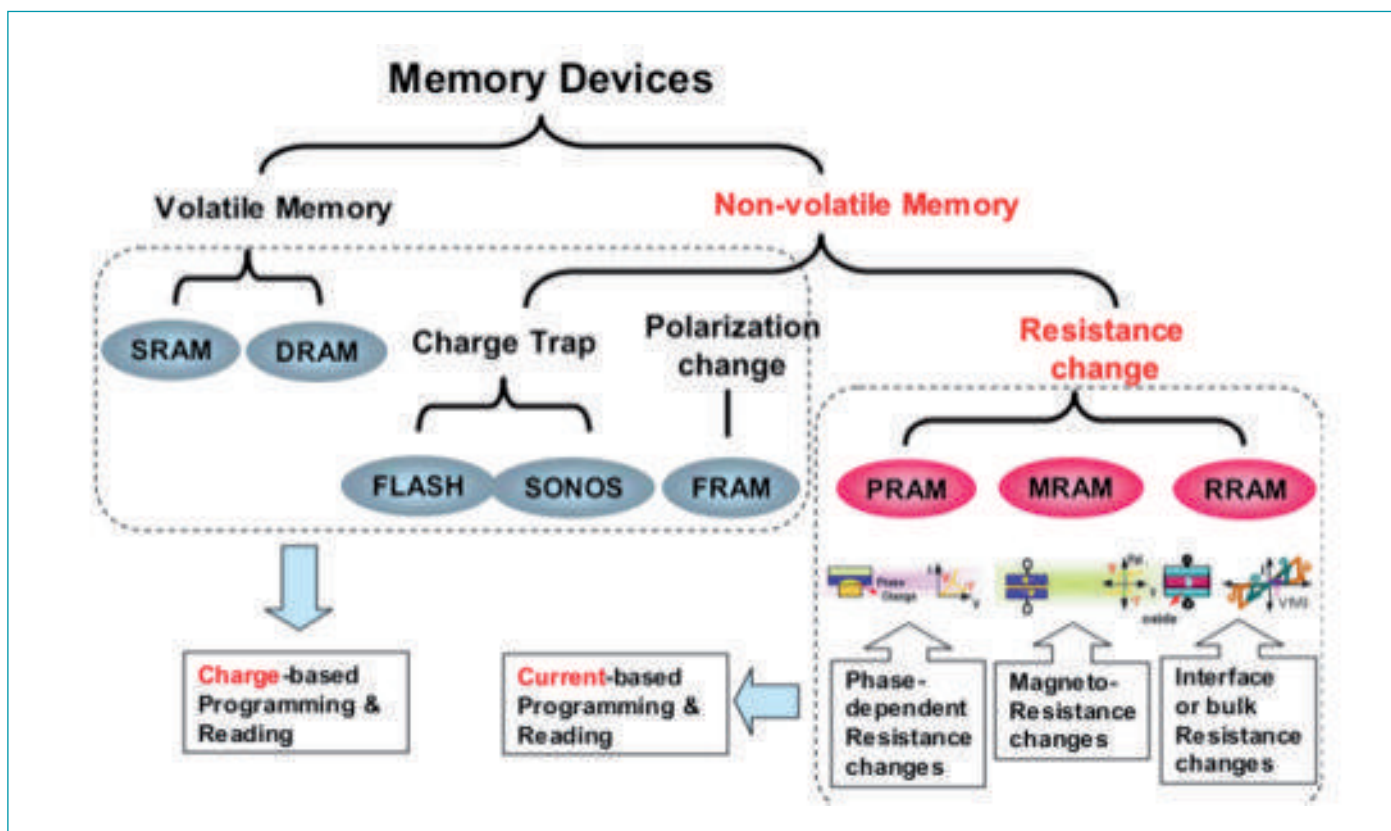 Memory Devices
Volatile Memory
Non-volatile Memory
SRAM
DRAM
Charge Trap
Polarization
change
Resistance
change
FLASH
SONOS
FRAM
PRAM
MRAM
RRAM
Phase
Change
oxide
Charge-based
Programming &
Reading
Current-based
Programming &
Reading
Phase-
dependent
Resistance
changes
Magneto-
Resistance
changes
Interface
or bulk
Resistance
changes